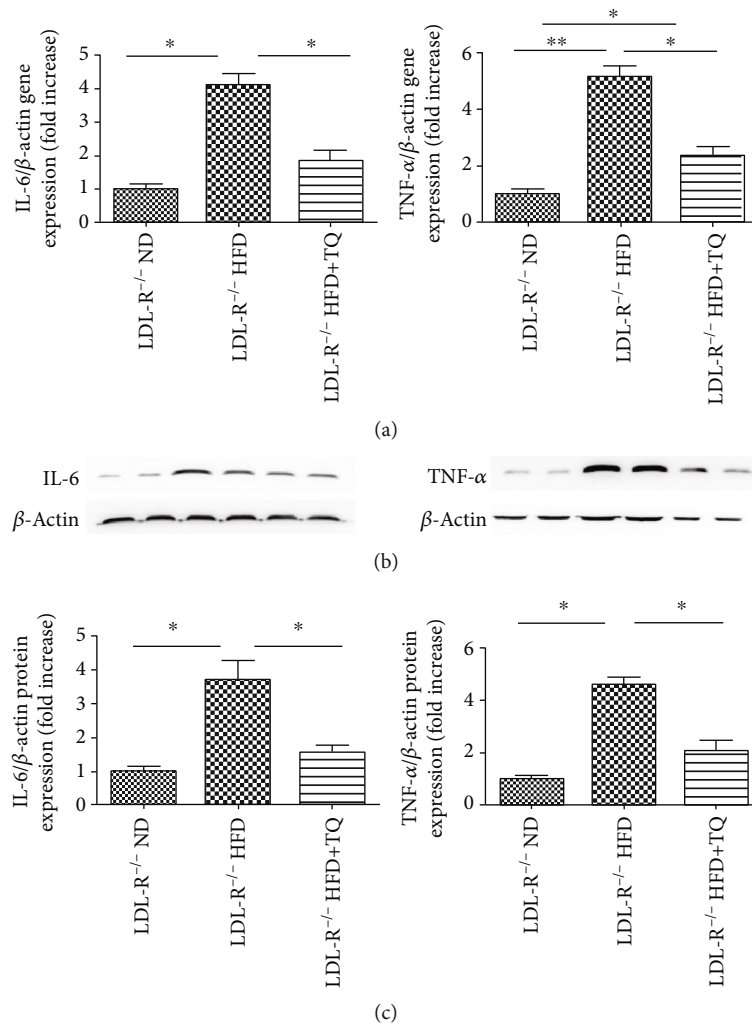 IL-6/β-actin gene
expression (fold increase)
5
4
3
2
1
0
*
*
LDL-R−/− ND
LDL-R−/− HFD
LDL-R−/− HFD+TQ
TNF-α/β-actin gene
expression (fold increase)
6
4
2
0
*
**
*
LDL-R−/− ND
LDL-R−/− HFD
LDL-R−/− HFD+TQ
(a)
IL-6
β-Actin
TNF-α
β-Actin
(b)
IL-6/β-actin protein
expression (fold increase)
5
4
3
2
1
0
*
*
LDL-R−/− ND
LDL-R−/− HFD
LDL-R−/− HFD+TQ
TNF-α/β-actin protein
expression (fold increase)
6
4
2
0
*
*
LDL-R−/− ND
LDL-R−/− HFD
LDL-R−/− HFD+TQ
(c)